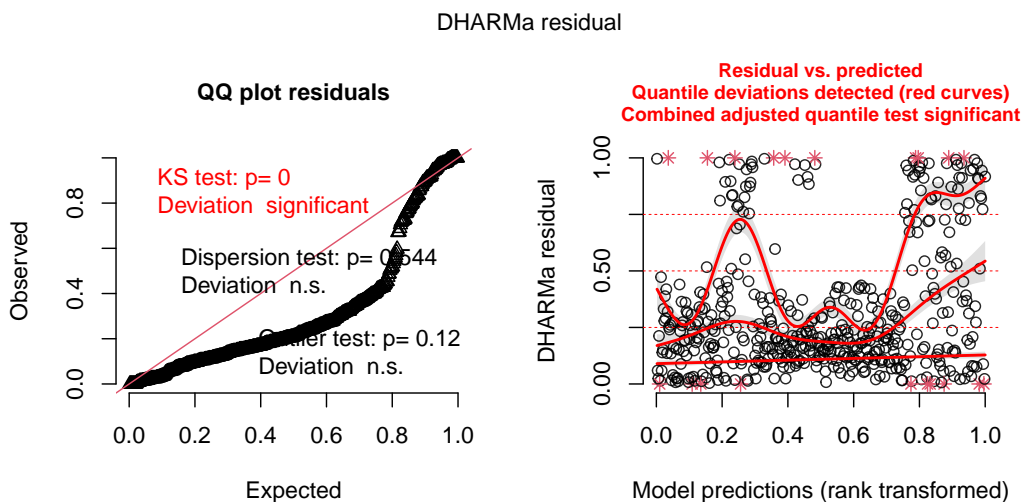 DHARMa residual
QQ plot residuals
KS test: p= 0
Deviation significant
Dispersion test: p= 0.544
Deviation n.s.
Outlier test: p= 0.12
Deviation n.s.
Observed
0.0
0.4
0.8
0.0
0.2
0.4
0.6
0.8
1.0
Expected
Residual vs. predicted
Quantile deviations detected (red curves)
Combined adjusted quantile test significant
DHARMa residual
0.00
0.50
1.00
0.0
0.2
0.4
0.6
0.8
1.0
Model predictions (rank transformed)